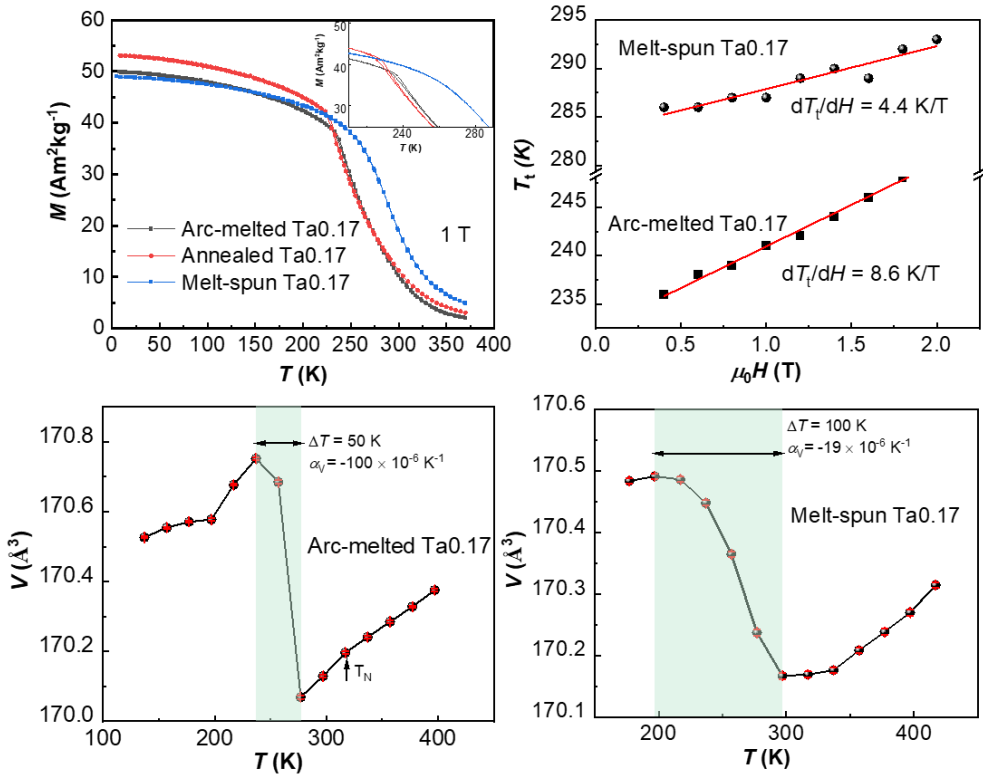 60
50
40
30
20
10
0
M (Am²kg⁻¹)
0 50 100 150 200 250 300 350 400
T (K)
Arc-melted Ta0.17
Annealed Ta0.17
Melt-spun Ta0.17
1 T
50
40
30
M (Am²kg⁻¹)
240 280
T (K)
295
290
285
280
245
240
235
Tₜ (K)
Melt-spun Ta0.17
dTₜ/dH = 4.4 K/T
Arc-melted Ta0.17
dTₜ/dH = 8.6 K/T
0.0 0.5 1.0 1.5 2.0
μ₀H (T)
170.8
170.6
170.4
170.2
170.0
V (Å³)
ΔT = 50 K
αV = -100 × 10⁻⁶ K⁻¹
Arc-melted Ta0.17
TN
100 200 300 400
T (K)
170.6
170.5
170.4
170.3
170.2
170.1
V (Å³)
ΔT = 100 K
αV = -19 × 10⁻⁶ K⁻¹
Melt-spun Ta0.17
200 300 400
T (K)